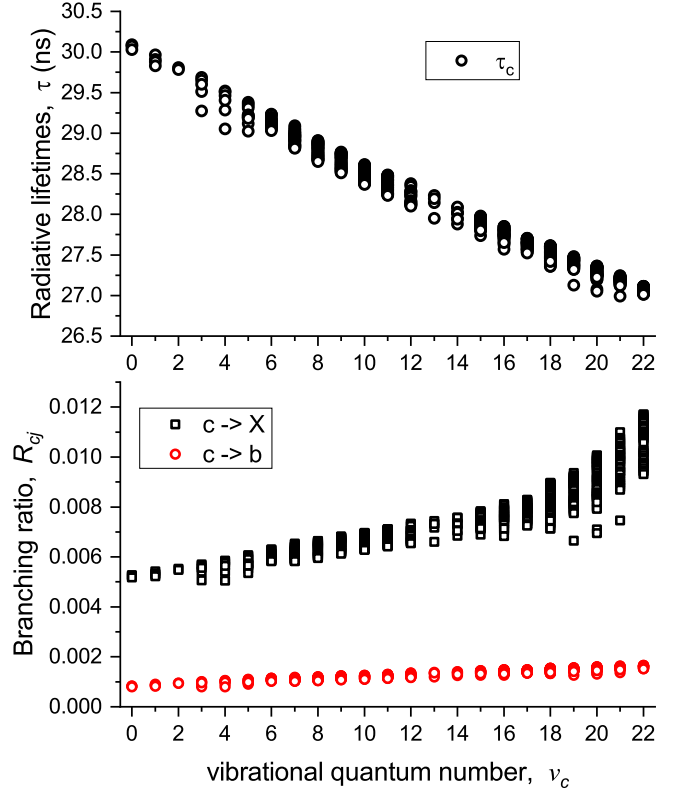 Radiative lifetimes, τ (ns)
30.5
30.0
29.5
29.0
28.5
28.0
27.5
27.0
26.5
τc
0 2 4 6 8 10 12 14 16 18 20 22
Branching ratio, Rcj
0.012
0.010
0.008
0.006
0.004
0.002
0.000
c -> X
c -> b
0 2 4 6 8 10 12 14 16 18 20 22
vibrational quantum number, vc